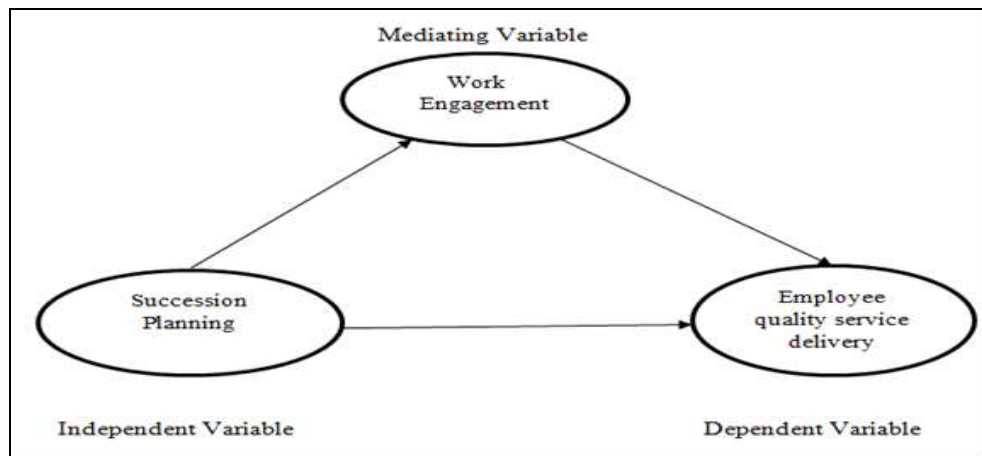 Mediating Variable
Work
Engagement
Succession
Planning
Employee
quality service
delivery
Independent Variable
Dependent Variable